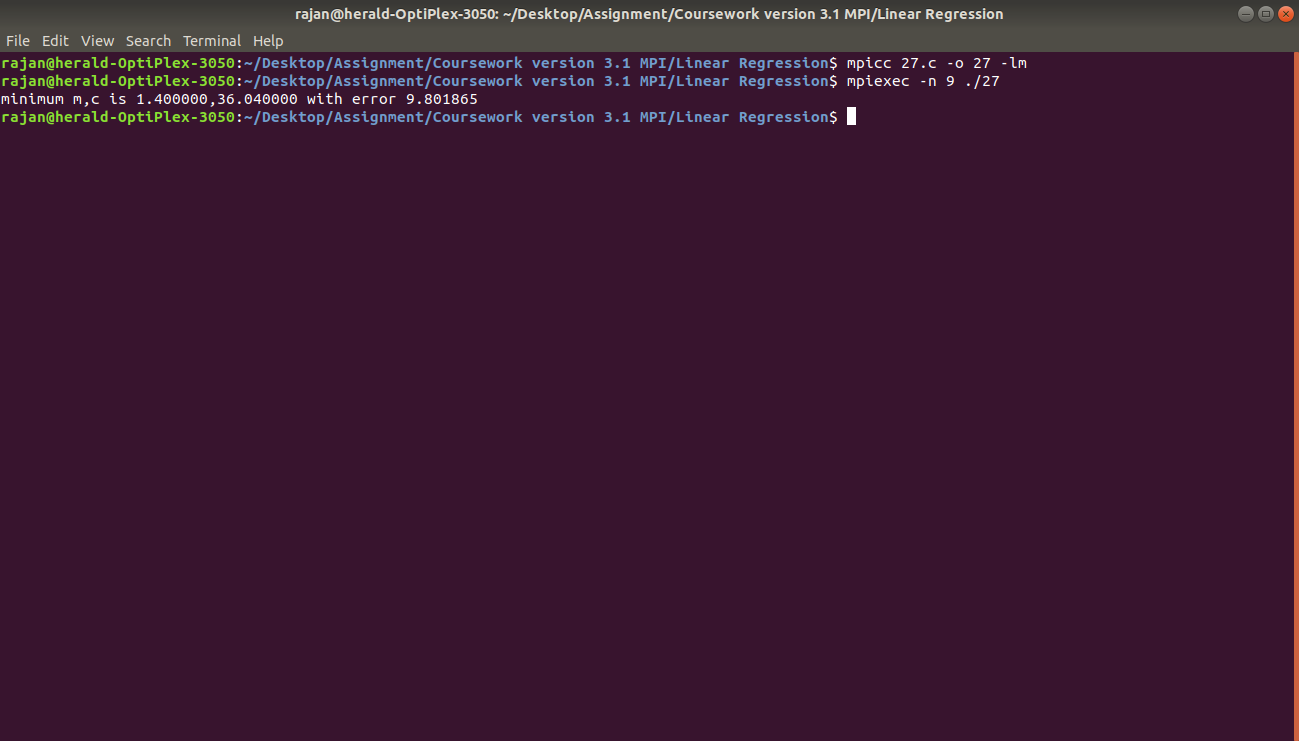 rajan@herald-OptiPlex-3050: ~/Desktop/Assignment/Coursework version 3.1 MPI/Linear Regression
File Edit View Search Terminal Help
rajan@herald-OptiPlex-3050:~/Desktop/Assignment/Coursework version 3.1 MPI/Linear Regression$ mpicc 27.c -o 27 -lm
rajan@herald-OptiPlex-3050:~/Desktop/Assignment/Coursework version 3.1 MPI/Linear Regression$ mpiexec -n 9 ./27
minimum m,c is 1.400000,36.040000 with error 9.801865
rajan@herald-OptiPlex-3050:~/Desktop/Assignment/Coursework version 3.1 MPI/Linear Regression$